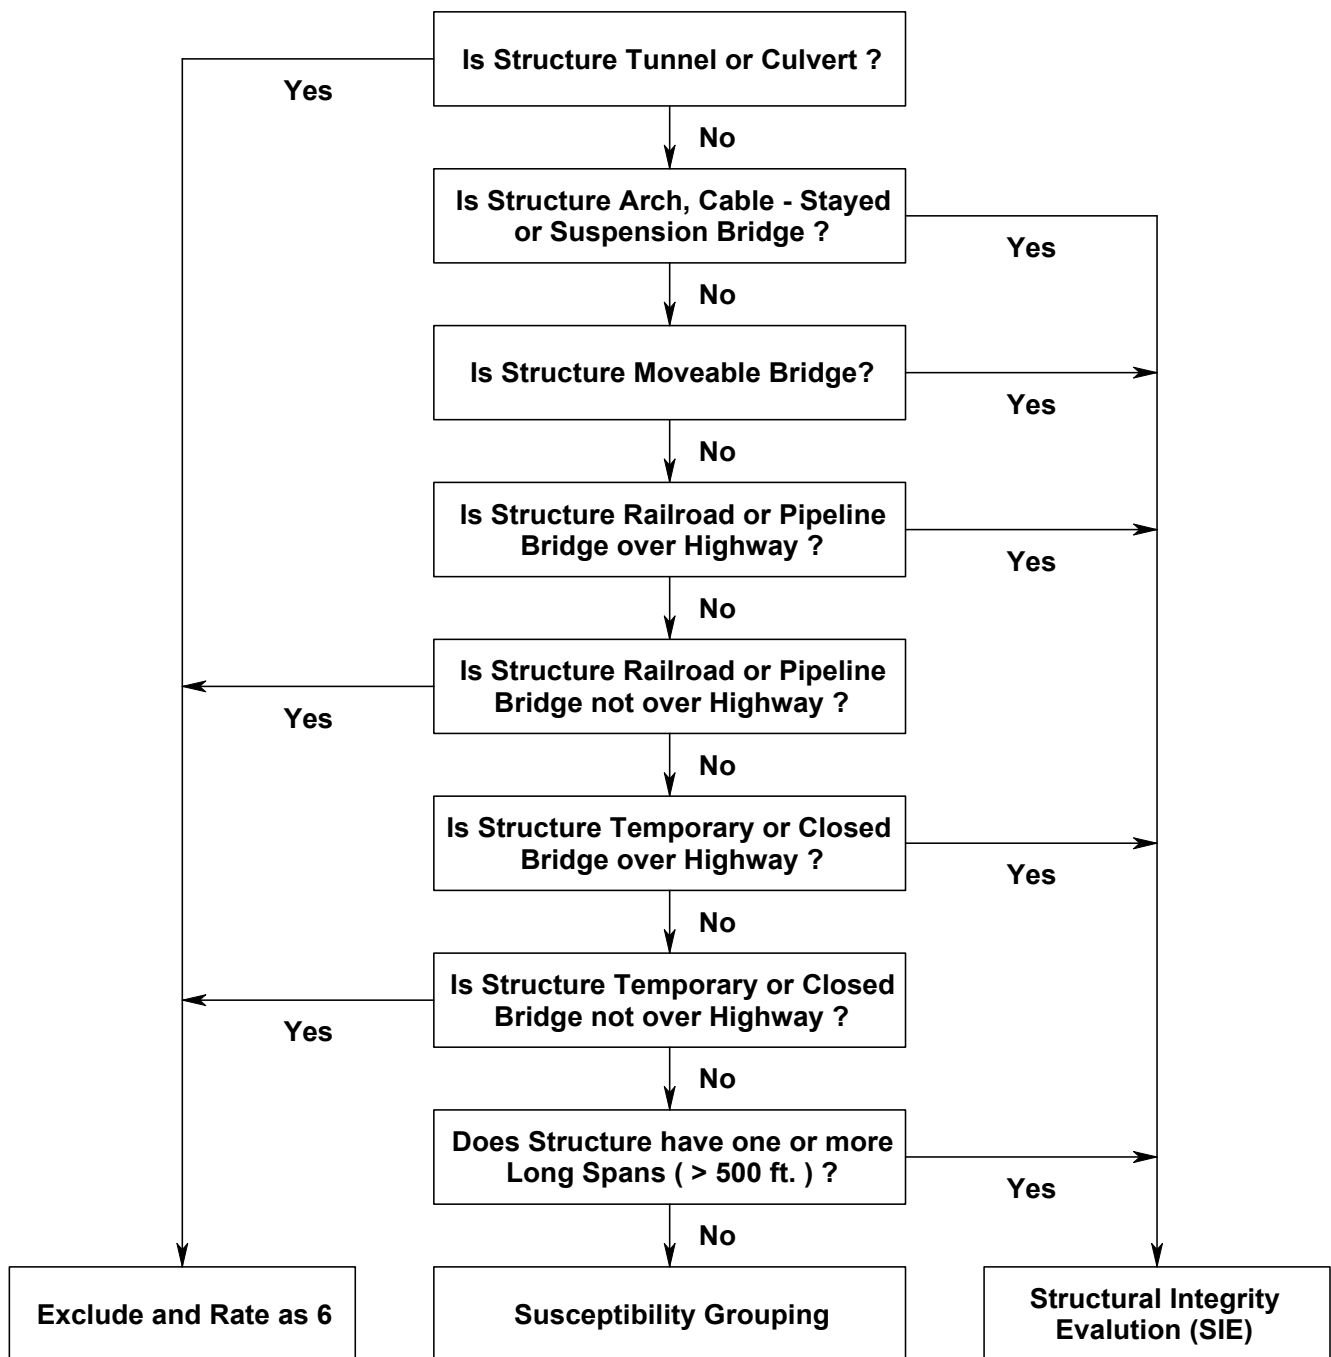 Is Structure Tunnel or Culvert ?
Yes
No
Is Structure Arch, Cable - Stayed
or Suspension Bridge ?
Yes
No
Is Structure Moveable Bridge?
Yes
No
Is Structure Railroad or Pipeline
Bridge over Highway ?
Yes
No
Is Structure Railroad or Pipeline
Bridge not over Highway ?
Yes
No
Is Structure Temporary or Closed
Bridge over Highway ?
Yes
No
Is Structure Temporary or Closed
Bridge not over Highway ?
Yes
No
Does Structure have one or more
Long Spans ( > 500 ft. ) ?
Yes
No
Exclude and Rate as 6
Susceptibility Grouping
Structural Integrity
Evalution (SIE)